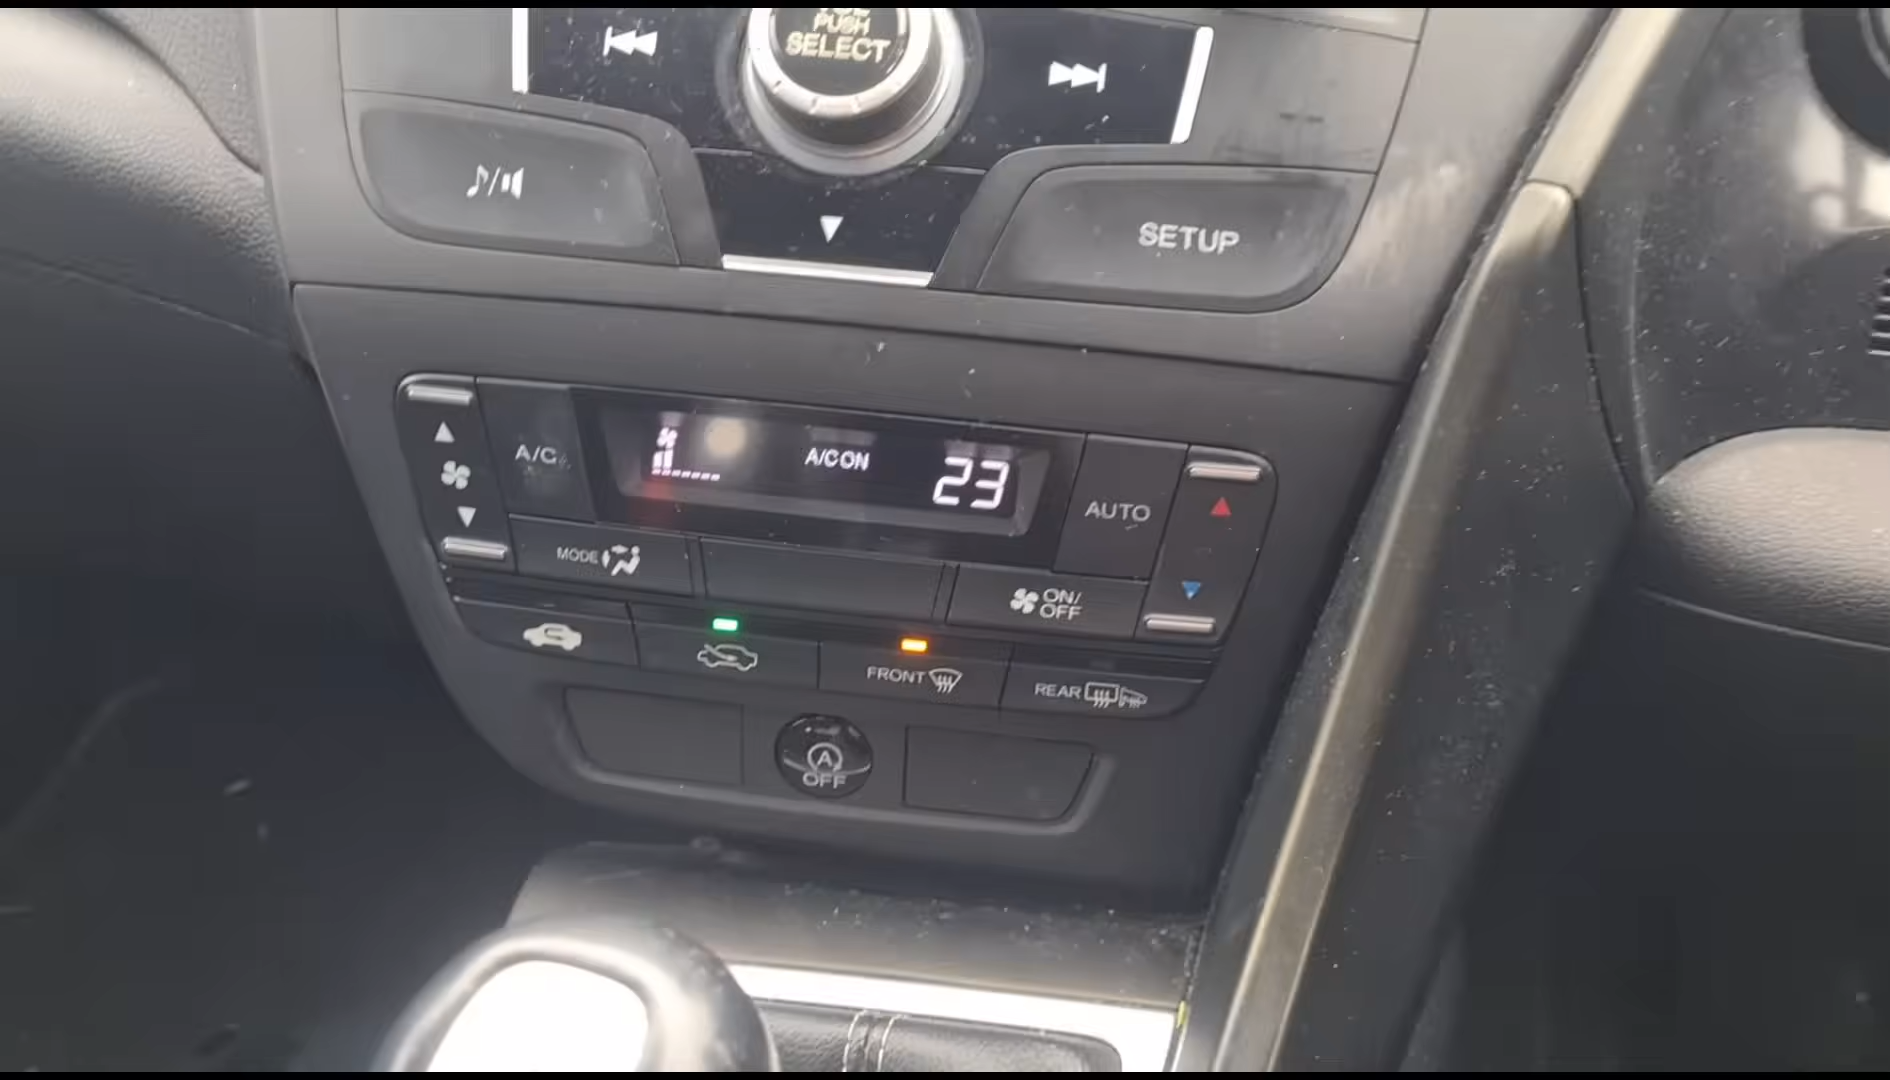 PUSH
SELECT
SETUP
A/C
A/C ON
23
AUTO
MODE
ON/
OFF
FRONT
REAR
A
OFF